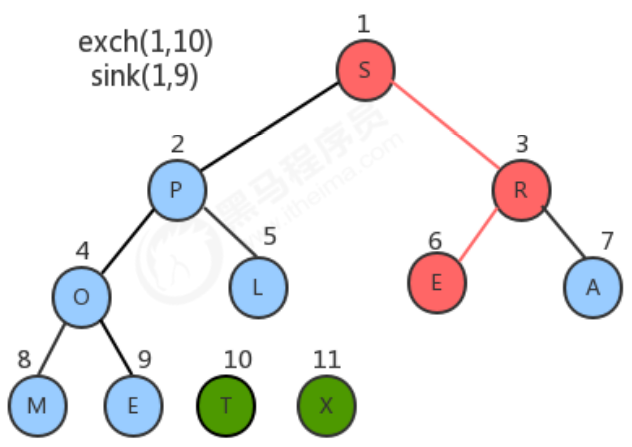 exch(1,10)
sink(1,9)
1
S
2
P
3
R
4
O
5
L
6
E
7
A
8
M
9
E
10
T
11
X
黑马程序员
www.itheima.com